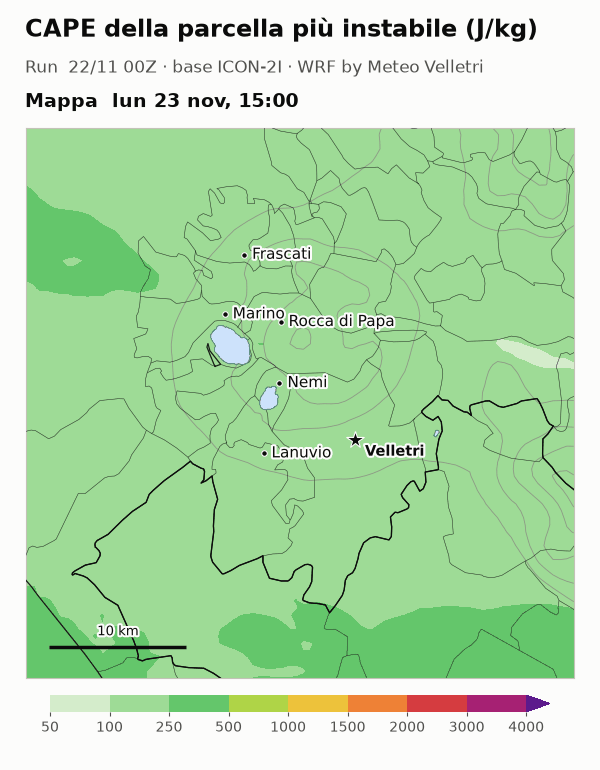 CAPE della parcella più instabile (J/kg)
Run  22/11 00Z · base ICON-2I · WRF by Meteo Velletri
Mappa  lun 23 nov, 15:00
Frascati
Marino
Rocca di Papa
Nemi
Velletri
Lanuvio
10 km
50 100 250 500 1000 1500 2000 3000 4000